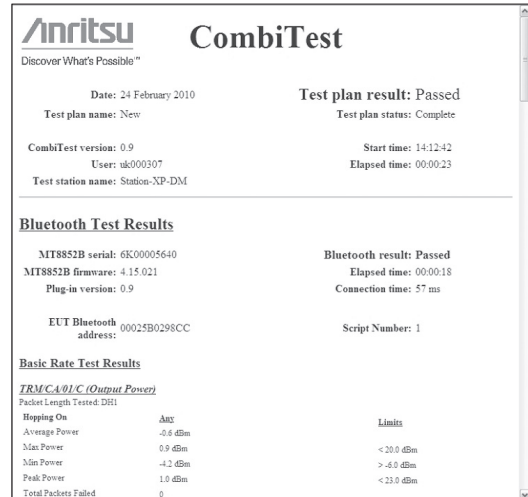 Anritsu
Discover What's Possible™
CombiTest
Date: 24 February 2010
Test plan result: Passed
Test plan name: New
Test plan status: Complete
CombiTest version: 0.9
Start time: 14:12:42
User: uk000307
Elapsed time: 00:00:23
Test station name: Station-XP-DM
Bluetooth Test Results
MT8852B serial: 6K00005640
Bluetooth result: Passed
MT8852B firmware: 4.15.021
Elapsed time: 00:00:18
Plug-in version: 0.9
Connection time: 57 ms
EUT Bluetooth address: 00025B0298CC
Script Number: 1
Basic Rate Test Results
TRM/CA/01/C (Output Power)
Packet Length Tested: DH1
Hopping On Any Limits
Average Power -0.6 dBm
Max Power 0.9 dBm < 20.0 dBm
Min Power -4.2 dBm > -6.0 dBm
Peak Power 1.0 dBm < 23.0 dBm
Total Packets Failed 0